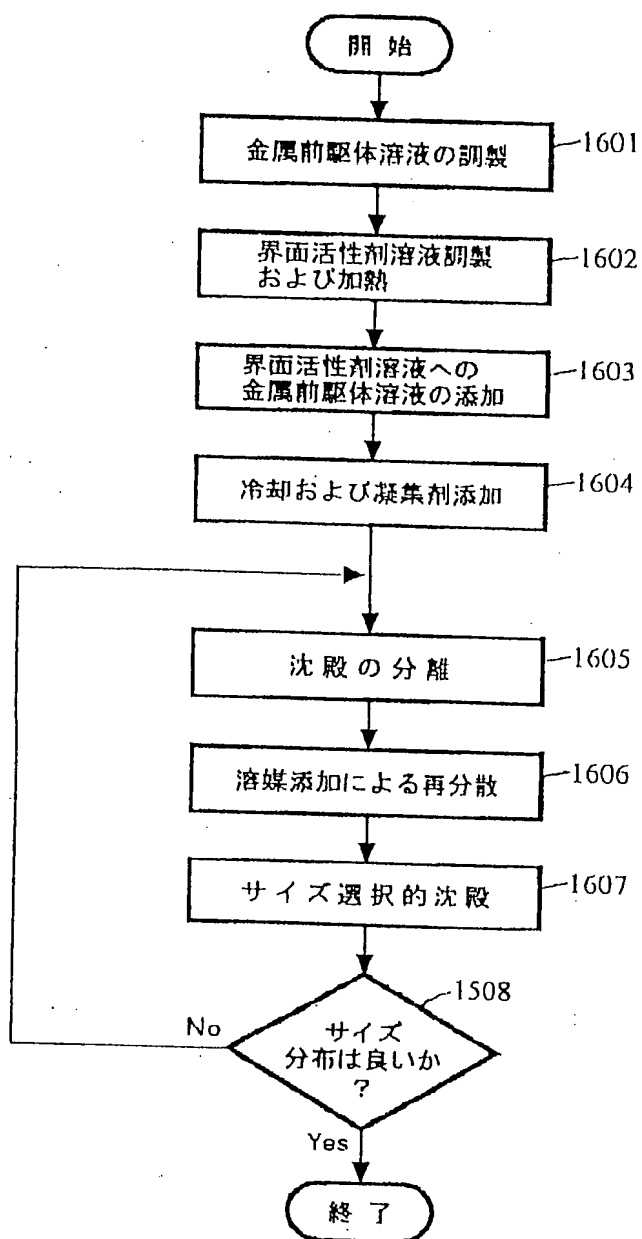 開始
金属前駆体溶液の調製
1601
界面活性剤溶液調製
および加熱
1602
界面活性剤溶液への
金属前駆体溶液の添加
1603
冷却および凝集剤添加
1604
沈殿の分離
1605
溶媒添加による再分散
1606
サイズ選択的沈殿
1607
1508
サイズ
分布は良いか
?
No
Yes
終了